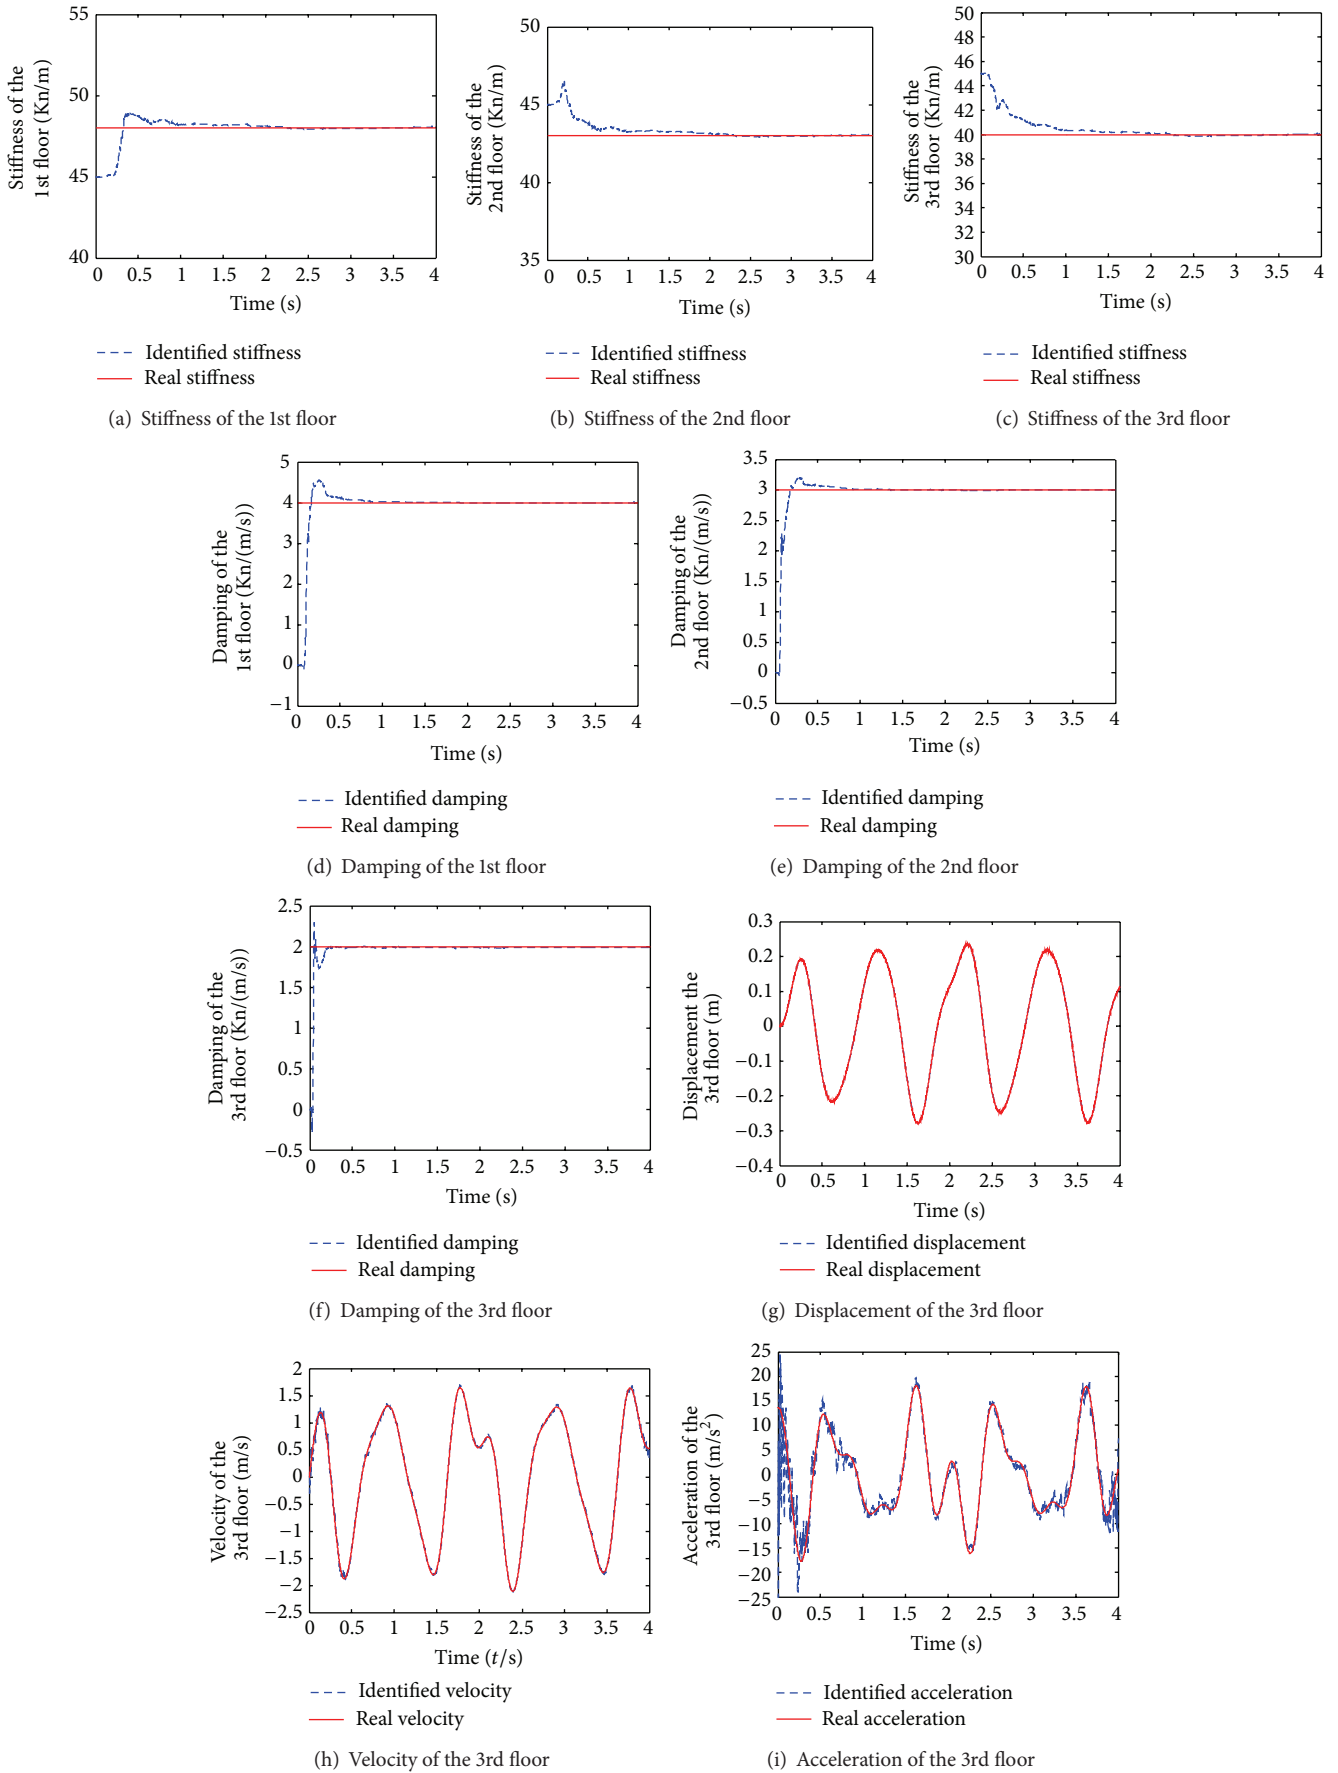 Stiffness of the
1st floor (Kn/m)
55
50
45
40
0 0.5 1 1.5 2 2.5 3 3.5 4
Time (s)
Identified stiffness
Real stiffness
(a) Stiffness of the 1st floor
Stiffness of the
2nd floor (Kn/m)
50
45
40
35
0 0.5 1 1.5 2 2.5 3 3.5 4
Time (s)
Identified stiffness
Real stiffness
(b) Stiffness of the 2nd floor
Stiffness of the
3rd floor (Kn/m)
50
48
46
44
42
40
38
36
34
32
30
0 0.5 1 1.5 2 2.5 3 3.5 4
Time (s)
Identified stiffness
Real stiffness
(c) Stiffness of the 3rd floor
Damping of the
1st floor (Kn/(m/s))
5
4
3
2
1
0
−1
0 0.5 1 1.5 2 2.5 3 3.5 4
Time (s)
Identified damping
Real damping
(d) Damping of the 1st floor
Damping of the
2nd floor (Kn/(m/s))
3.5
3
2.5
2
1.5
1
0.5
0
−0.5
0 0.5 1 1.5 2 2.5 3 3.5 4
Time (s)
Identified damping
Real damping
(e) Damping of the 2nd floor
Damping of the
3rd floor (Kn/(m/s))
2.5
2
1.5
1
0.5
0
−0.5
0 0.5 1 1.5 2 2.5 3 3.5 4
Time (s)
Identified damping
Real damping
(f) Damping of the 3rd floor
Displacement the
3rd floor (m)
0.3
0.2
0.1
0
−0.1
−0.2
−0.3
−0.4
0 0.5 1 1.5 2 2.5 3 3.5 4
Time (s)
Identified displacement
Real displacement
(g) Displacement of the 3rd floor
Velocity of the
3rd floor (m/s)
2
1.5
1
0.5
0
−0.5
−1
−1.5
−2
−2.5
0 0.5 1 1.5 2 2.5 3 3.5 4
Time (t/s)
Identified velocity
Real velocity
(h) Velocity of the 3rd floor
Acceleration of the
3rd floor (m/s²)
25
20
15
10
5
0
−5
−10
−15
−20
−25
0 0.5 1 1.5 2 2.5 3 3.5 4
Time (s)
Identified acceleration
Real acceleration
(i) Acceleration of the 3rd floor